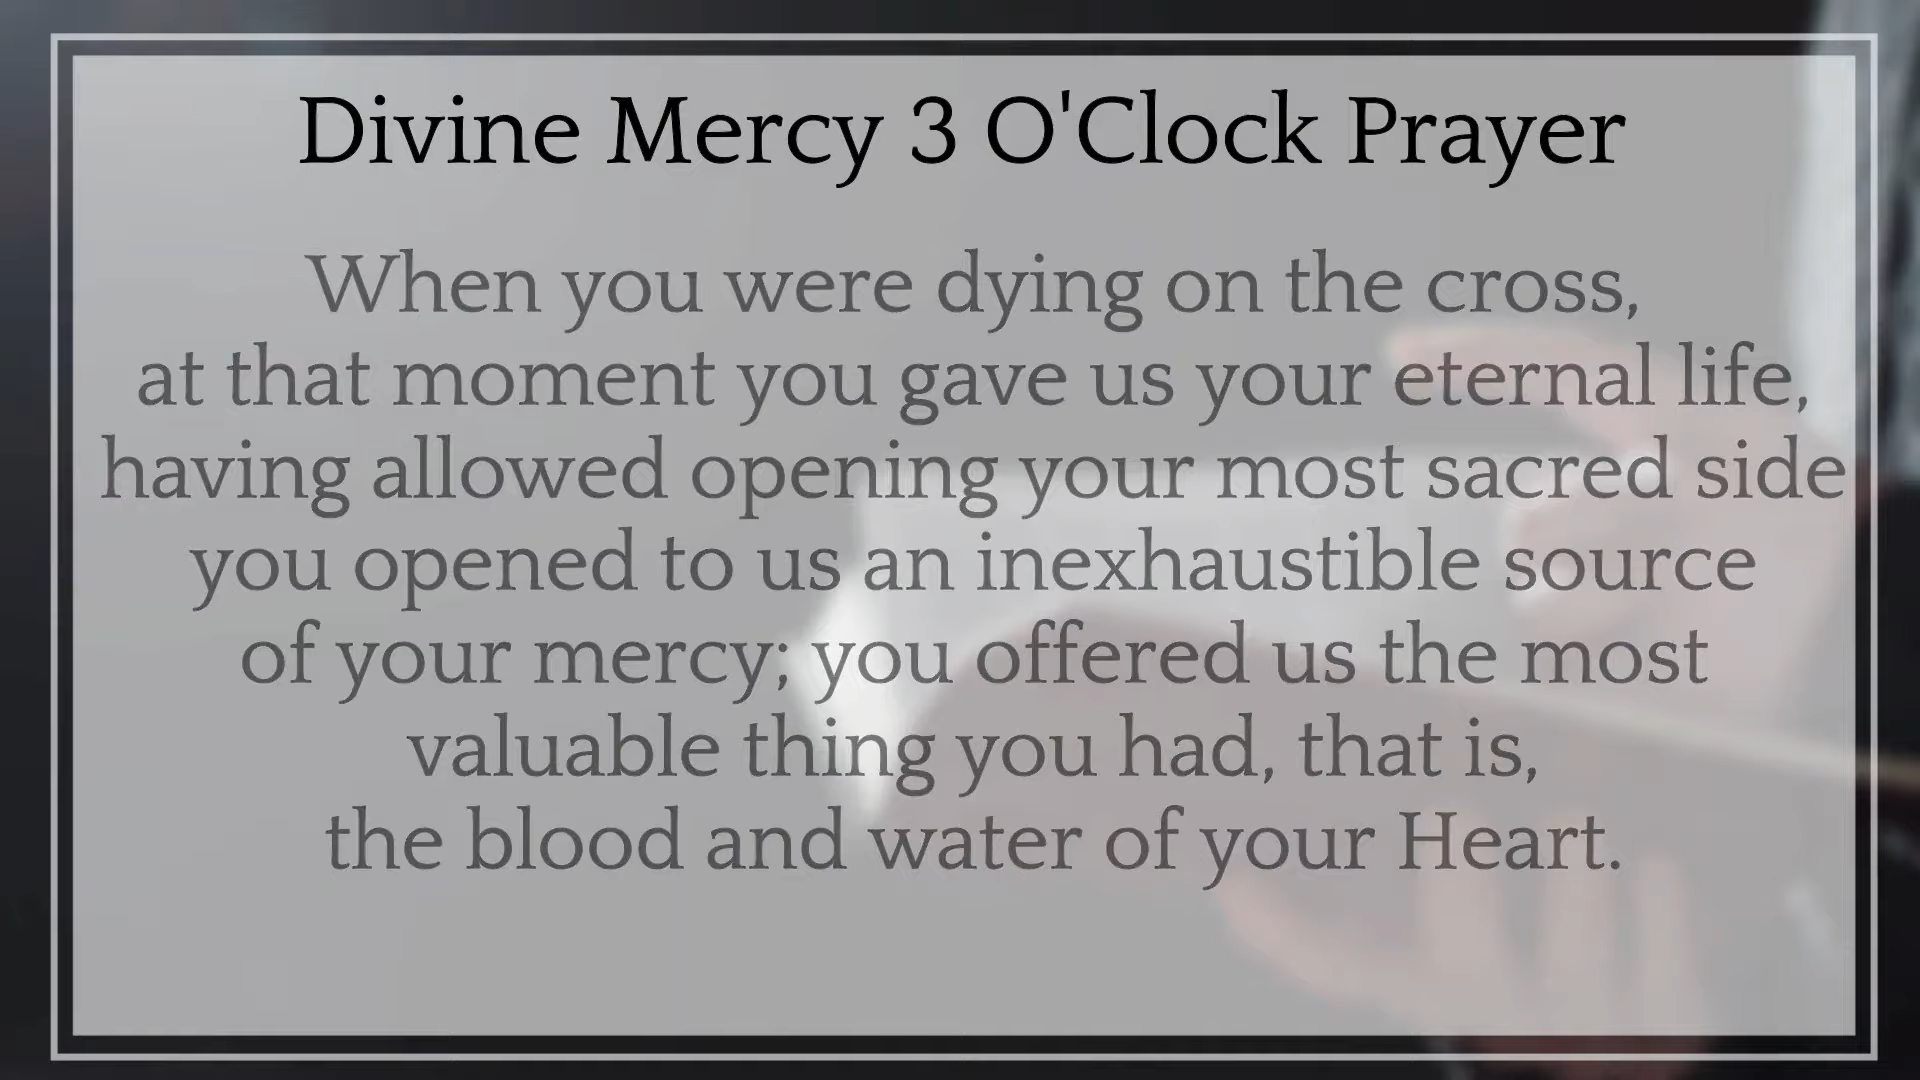 Divine Mercy 3 O'Clock Prayer
When you were dying on the cross,
at that moment you gave us your eternal life,
having allowed opening your most sacred side
you opened to us an inexhaustible source
of your mercy; you offered us the most
valuable thing you had, that is,
the blood and water of your Heart.